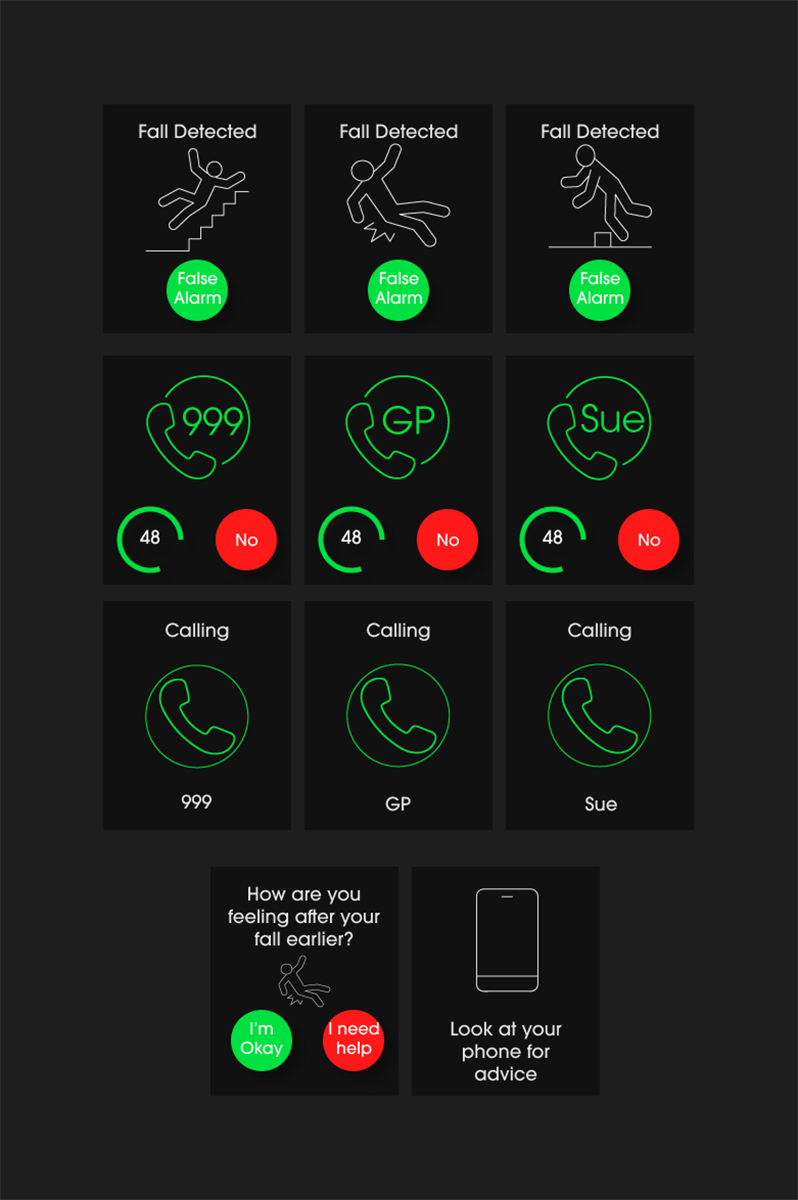 Fall Detected
Fall Detected
Fall Detected
False
Alarm
False
Alarm
False
Alarm
999
GP
Sue
48
No
48
No
48
No
Calling
Calling
Calling
999
GP
Sue
How are you
feeling after your
fall earlier?
I'm
Okay
I need
help
Look at your
phone for
advice